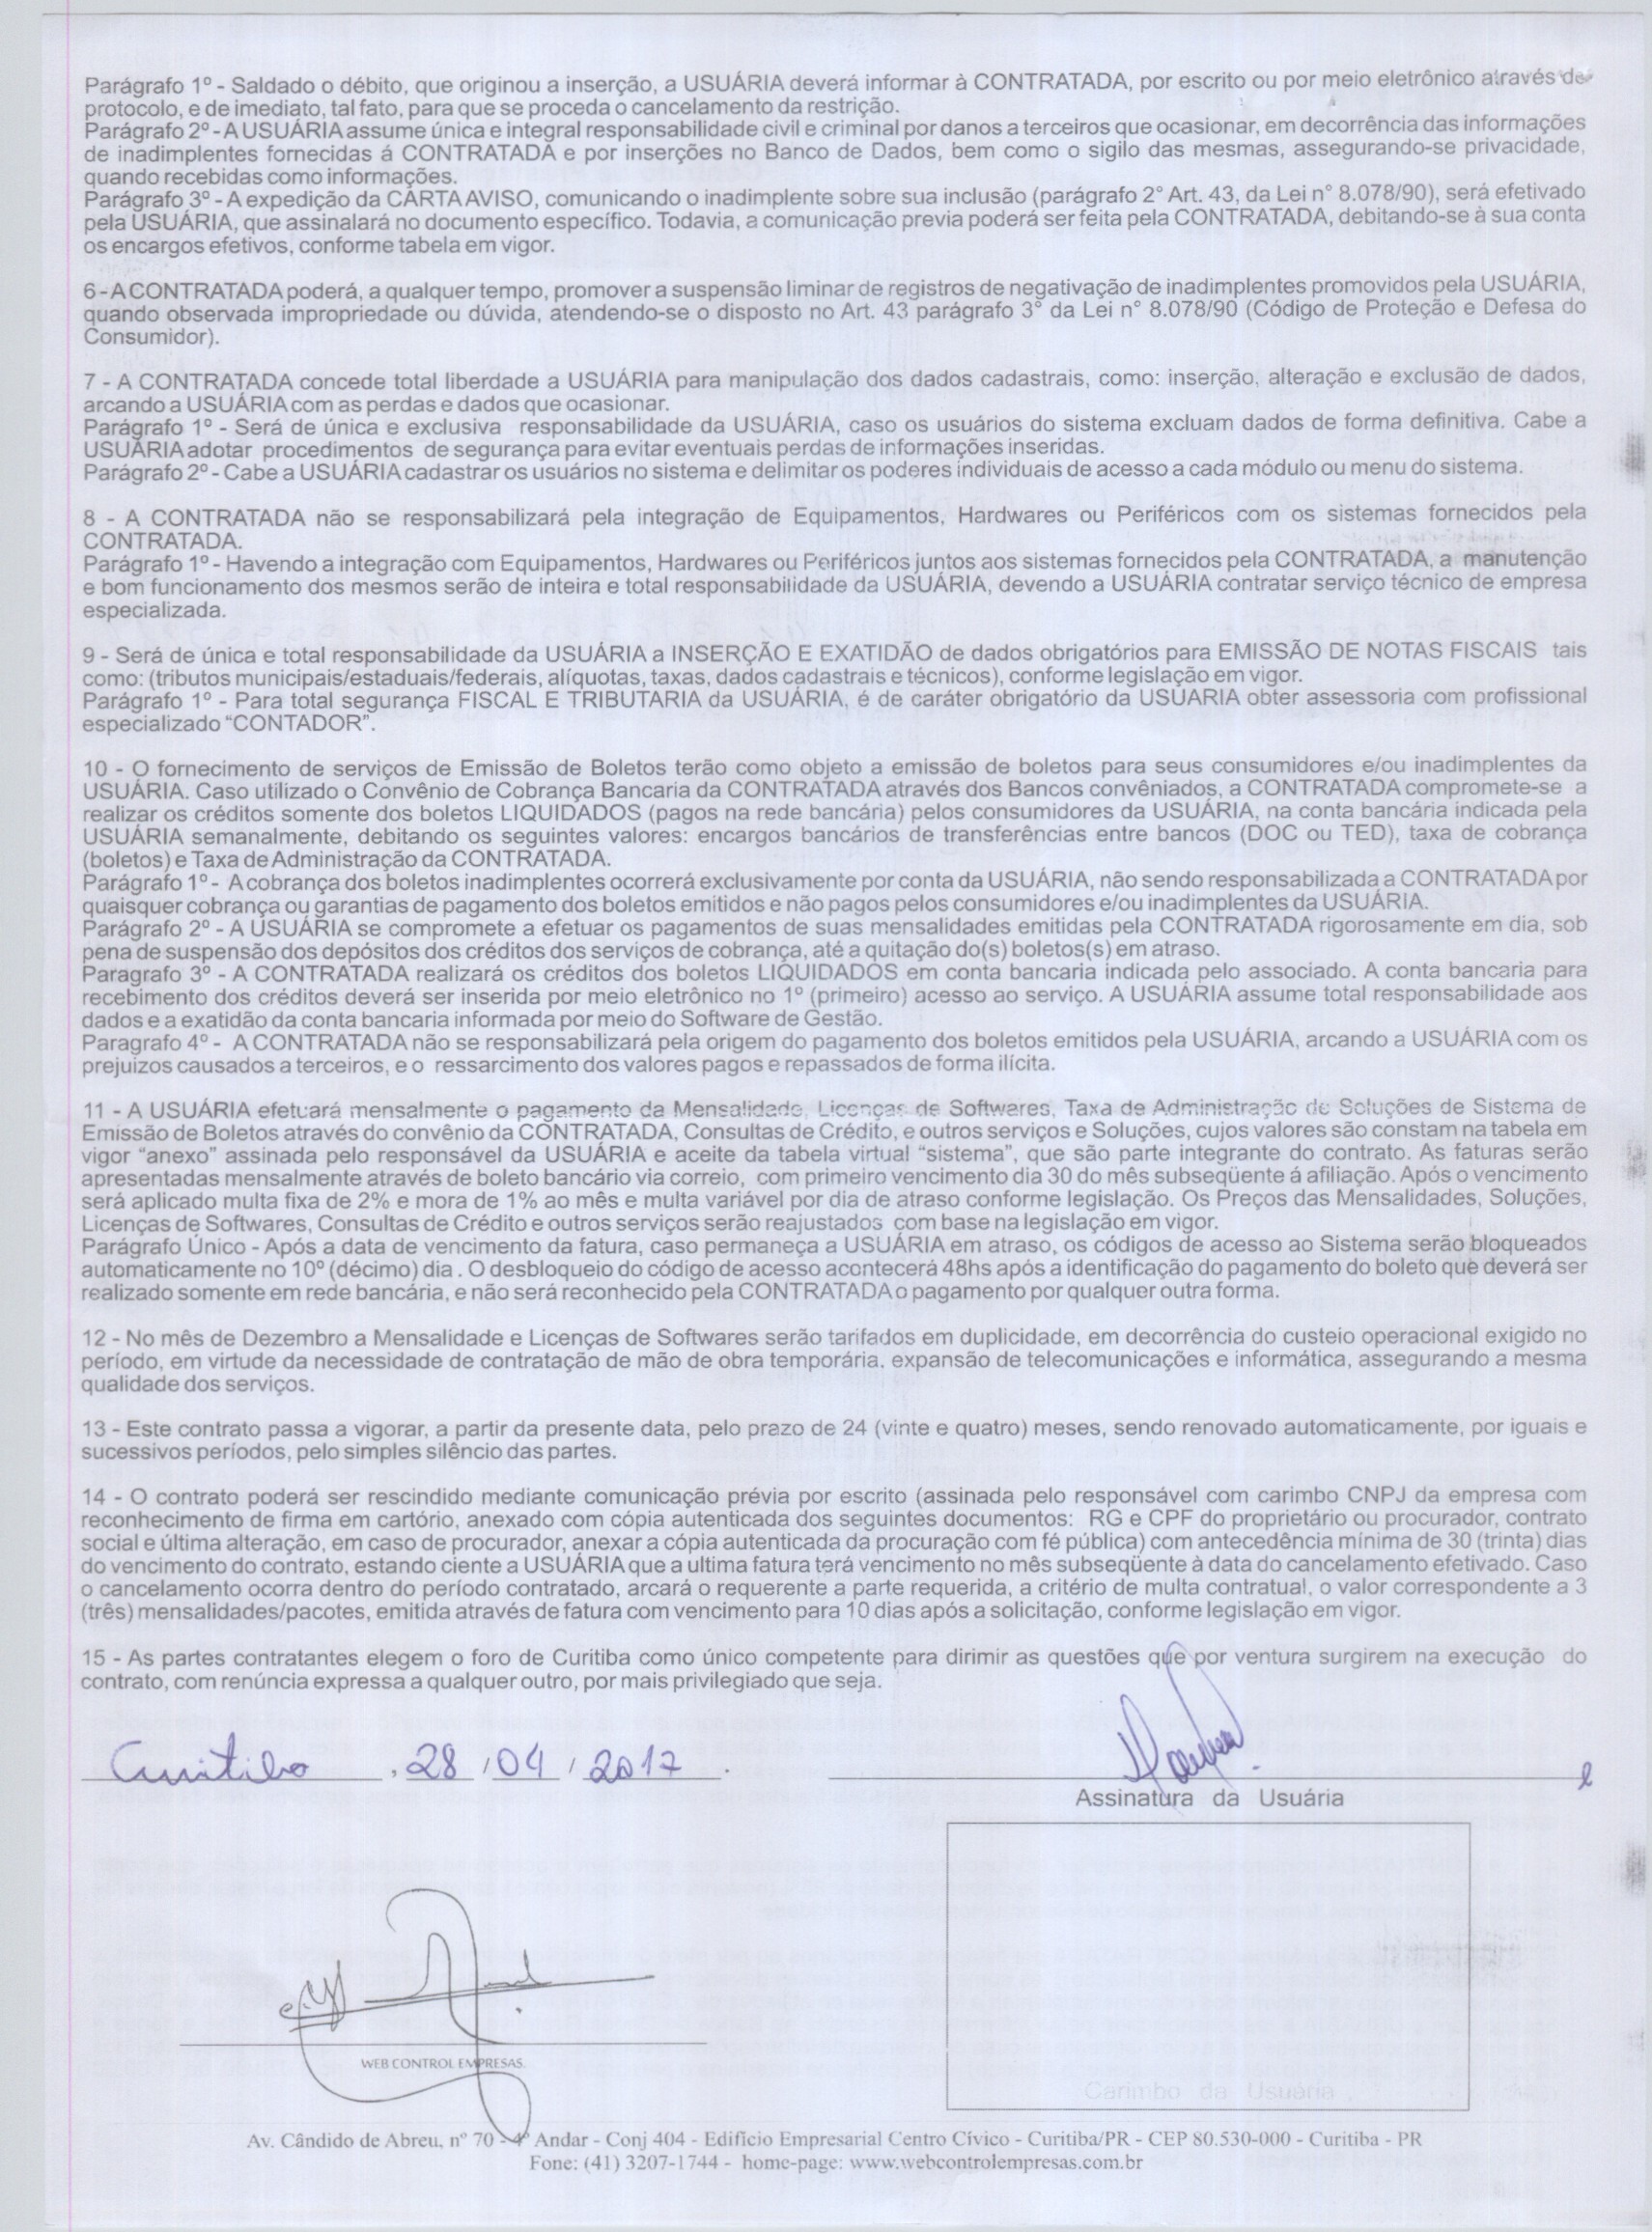 Parágrafo 1º - Saldado o débito, que originou a inserção, a USUÁRIA deverá informar à CONTRATADA, por escrito ou por meio eletrônico através de
protocolo, e de imediato, tal fato, para que se proceda o cancelamento da restrição.
Parágrafo 2º - A USUÁRIA assume única e integral responsabilidade civil e criminal por danos a terceiros que ocasionar, em decorrência das informações
de inadimplentes fornecidas á CONTRATADA e por inserções no Banco de Dados, bem como o sigilo das mesmas, assegurando-se privacidade,
quando recebidas como informações.
Parágrafo 3º - A expedição da CARTA AVISO, comunicando o inadimplente sobre sua inclusão (parágrafo 2° Art. 43, da Lei n° 8.078/90), será efetivado
pela USUÁRIA, que assinalará no documento específico. Todavia, a comunicação previa poderá ser feita pela CONTRATADA, debitando-se à sua conta
os encargos efetivos, conforme tabela em vigor.
6 - A CONTRATADA poderá, a qualquer tempo, promover a suspensão liminar de registros de negativação de inadimplentes promovidos pela USUÁRIA,
quando observada impropriedade ou dúvida, atendendo-se o disposto no Art. 43 parágrafo 3° da Lei n° 8.078/90 (Código de Proteção e Defesa do
Consumidor).
7 - A CONTRATADA concede total liberdade a USUÁRIA para manipulação dos dados cadastrais, como: inserção, alteração e exclusão de dados,
arcando a USUÁRIA com as perdas e dados que ocasionar.
Parágrafo 1º - Será de única e exclusiva responsabilidade da USUÁRIA, caso os usuários do sistema excluam dados de forma definitiva. Cabe a
USUÁRIA adotar procedimentos de segurança para evitar eventuais perdas de informações inseridas.
Parágrafo 2º - Cabe a USUÁRIA cadastrar os usuários no sistema e delimitar os poderes individuais de acesso a cada módulo ou menu do sistema.
8 - A CONTRATADA não se responsabilizará pela integração de Equipamentos, Hardwares ou Periféricos com os sistemas fornecidos pela
CONTRATADA.
Parágrafo 1º - Havendo a integração com Equipamentos, Hardwares ou Periféricos juntos aos sistemas fornecidos pela CONTRATADA, a manutenção
e bom funcionamento dos mesmos serão de inteira e total responsabilidade da USUÁRIA, devendo a USUÁRIA contratar serviço técnico de empresa
especializada.
9 - Será de única e total responsabilidade da USUÁRIA a INSERÇÃO E EXATIDÃO de dados obrigatórios para EMISSÃO DE NOTAS FISCAIS tais
como: (tributos municipais/estaduais/federais, alíquotas, taxas, dados cadastrais e técnicos), conforme legislação em vigor.
Parágrafo 1º - Para total segurança FISCAL E TRIBUTARIA da USUÁRIA, é de caráter obrigatório da USUARIA obter assessoria com profissional
especializado “CONTADOR”.
10 - O fornecimento de serviços de Emissão de Boletos terão como objeto a emissão de boletos para seus consumidores e/ou inadimplentes da
USUÁRIA. Caso utilizado o Convênio de Cobrança Bancaria da CONTRATADA através dos Bancos convêniados, a CONTRATADA compromete-se a
realizar os créditos somente dos boletos LIQUIDADOS (pagos na rede bancária) pelos consumidores da USUÁRIA, na conta bancária indicada pela
USUÁRIA semanalmente, debitando os seguintes valores: encargos bancários de transferências entre bancos (DOC ou TED), taxa de cobrança
(boletos) e Taxa de Administração da CONTRATADA.
Parágrafo 1º - A cobrança dos boletos inadimplentes ocorrerá exclusivamente por conta da USUÁRIA, não sendo responsabilizada a CONTRATADA por
quaisquer cobrança ou garantias de pagamento dos boletos emitidos e não pagos pelos consumidores e/ou inadimplentes da USUÁRIA.
Parágrafo 2º - A USUÁRIA se compromete a efetuar os pagamentos de suas mensalidades emitidas pela CONTRATADA rigorosamente em dia, sob
pena de suspensão dos depósitos dos créditos dos serviços de cobrança, até a quitação do(s) boletos(s) em atraso.
Paragrafo 3º - A CONTRATADA realizará os créditos dos boletos LIQUIDADOS em conta bancaria indicada pelo associado. A conta bancaria para
recebimento dos créditos deverá ser inserida por meio eletrônico no 1º (primeiro) acesso ao serviço. A USUÁRIA assume total responsabilidade aos
dados e a exatidão da conta bancaria informada por meio do Software de Gestão.
Paragrafo 4º - A CONTRATADA não se responsabilizará pela origem do pagamento dos boletos emitidos pela USUÁRIA, arcando a USUÁRIA com os
prejuizos causados a terceiros, e o ressarcimento dos valores pagos e repassados de forma ilícita.
11 - A USUÁRIA efetuará mensalmente o pagamento da Mensalidade, Licenças de Softwares, Taxa de Administração de Soluções de Sistema de
Emissão de Boletos através do convênio da CONTRATADA, Consultas de Crédito, e outros serviços e Soluções, cujos valores são constam na tabela em
vigor “anexo” assinada pelo responsável da USUÁRIA e aceite da tabela virtual “sistema”, que são parte integrante do contrato. As faturas serão
apresentadas mensalmente através de boleto bancário via correio, com primeiro vencimento dia 30 do mês subseqüente á afiliação. Após o vencimento
será aplicado multa fixa de 2% e mora de 1% ao mês e multa variável por dia de atraso conforme legislação. Os Preços das Mensalidades, Soluções,
Licenças de Softwares, Consultas de Crédito e outros serviços serão reajustados com base na legislação em vigor.
Parágrafo Único - Após a data de vencimento da fatura, caso permaneça a USUÁRIA em atraso, os códigos de acesso ao Sistema serão bloqueados
automaticamente no 10º (décimo) dia . O desbloqueio do código de acesso acontecerá 48hs após a identificação do pagamento do boleto que deverá ser
realizado somente em rede bancária, e não será reconhecido pela CONTRATADA o pagamento por qualquer outra forma.
12 - No mês de Dezembro a Mensalidade e Licenças de Softwares serão tarifados em duplicidade, em decorrência do custeio operacional exigido no
período, em virtude da necessidade de contratação de mão de obra temporária, expansão de telecomunicações e informática, assegurando a mesma
qualidade dos serviços.
13 - Este contrato passa a vigorar, a partir da presente data, pelo prazo de 24 (vinte e quatro) meses, sendo renovado automaticamente, por iguais e
sucessivos períodos, pelo simples silêncio das partes.
14 - O contrato poderá ser rescindido mediante comunicação prévia por escrito (assinada pelo responsável com carimbo CNPJ da empresa com
reconhecimento de firma em cartório, anexado com cópia autenticada dos seguintes documentos: RG e CPF do proprietário ou procurador, contrato
social e última alteração, em caso de procurador, anexar a cópia autenticada da procuração com fé pública) com antecedência mínima de 30 (trinta) dias
do vencimento do contrato, estando ciente a USUÁRIA que a ultima fatura terá vencimento no mês subseqüente à data do cancelamento efetivado. Caso
o cancelamento ocorra dentro do período contratado, arcará o requerente a parte requerida, a critério de multa contratual, o valor correspondente a 3
(três) mensalidades/pacotes, emitida através de fatura com vencimento para 10 dias após a solicitação, conforme legislação em vigor.
15 - As partes contratantes elegem o foro de Curitiba como único competente para dirimir as questões que por ventura surgirem na execução do
contrato, com renúncia expressa a qualquer outro, por mais privilegiado que seja.
Curitiba , 28 / 04 / 2017 .
Assinatura da Usuária
WEB CONTROL EMPRESAS
Carimbo da Usuária
Av. Cândido de Abreu, nº 70 - 4º Andar - Conj 404 - Edifício Empresarial Centro Cívico - Curitiba/PR - CEP 80.530-000 - Curitiba - PR
Fone: (41) 3207-1744 - home-page: www.webcontrolempresas.com.br